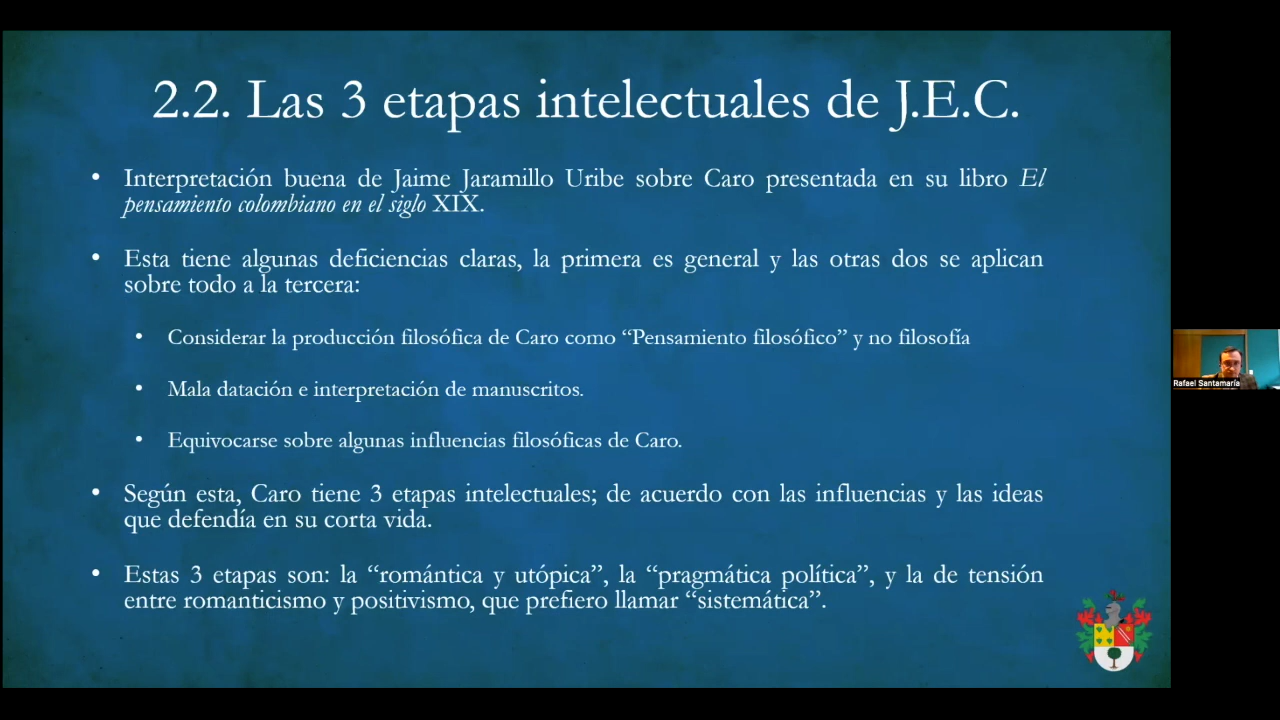 2.2. Las 3 etapas intelectuales de J.E.C.
• Interpretación buena de Jaime Jaramillo Uribe sobre Caro presentada en su libro El
pensamiento colombiano en el siglo XIX.
• Esta tiene algunas deficiencias claras, la primera es general y las otras dos se aplican
sobre todo a la tercera:
• Considerar la producción filosófica de Caro como “Pensamiento filosófico” y no filosofía
• Mala datación e interpretación de manuscritos.
• Equivocarse sobre algunas influencias filosóficas de Caro.
• Según esta, Caro tiene 3 etapas intelectuales; de acuerdo con las influencias y las ideas
que defendía en su corta vida.
• Estas 3 etapas son: la “romántica y utópica”, la “pragmática política”, y la de tensión
entre romanticismo y positivismo, que prefiero llamar “sistemática”.
Rafael Santamaría